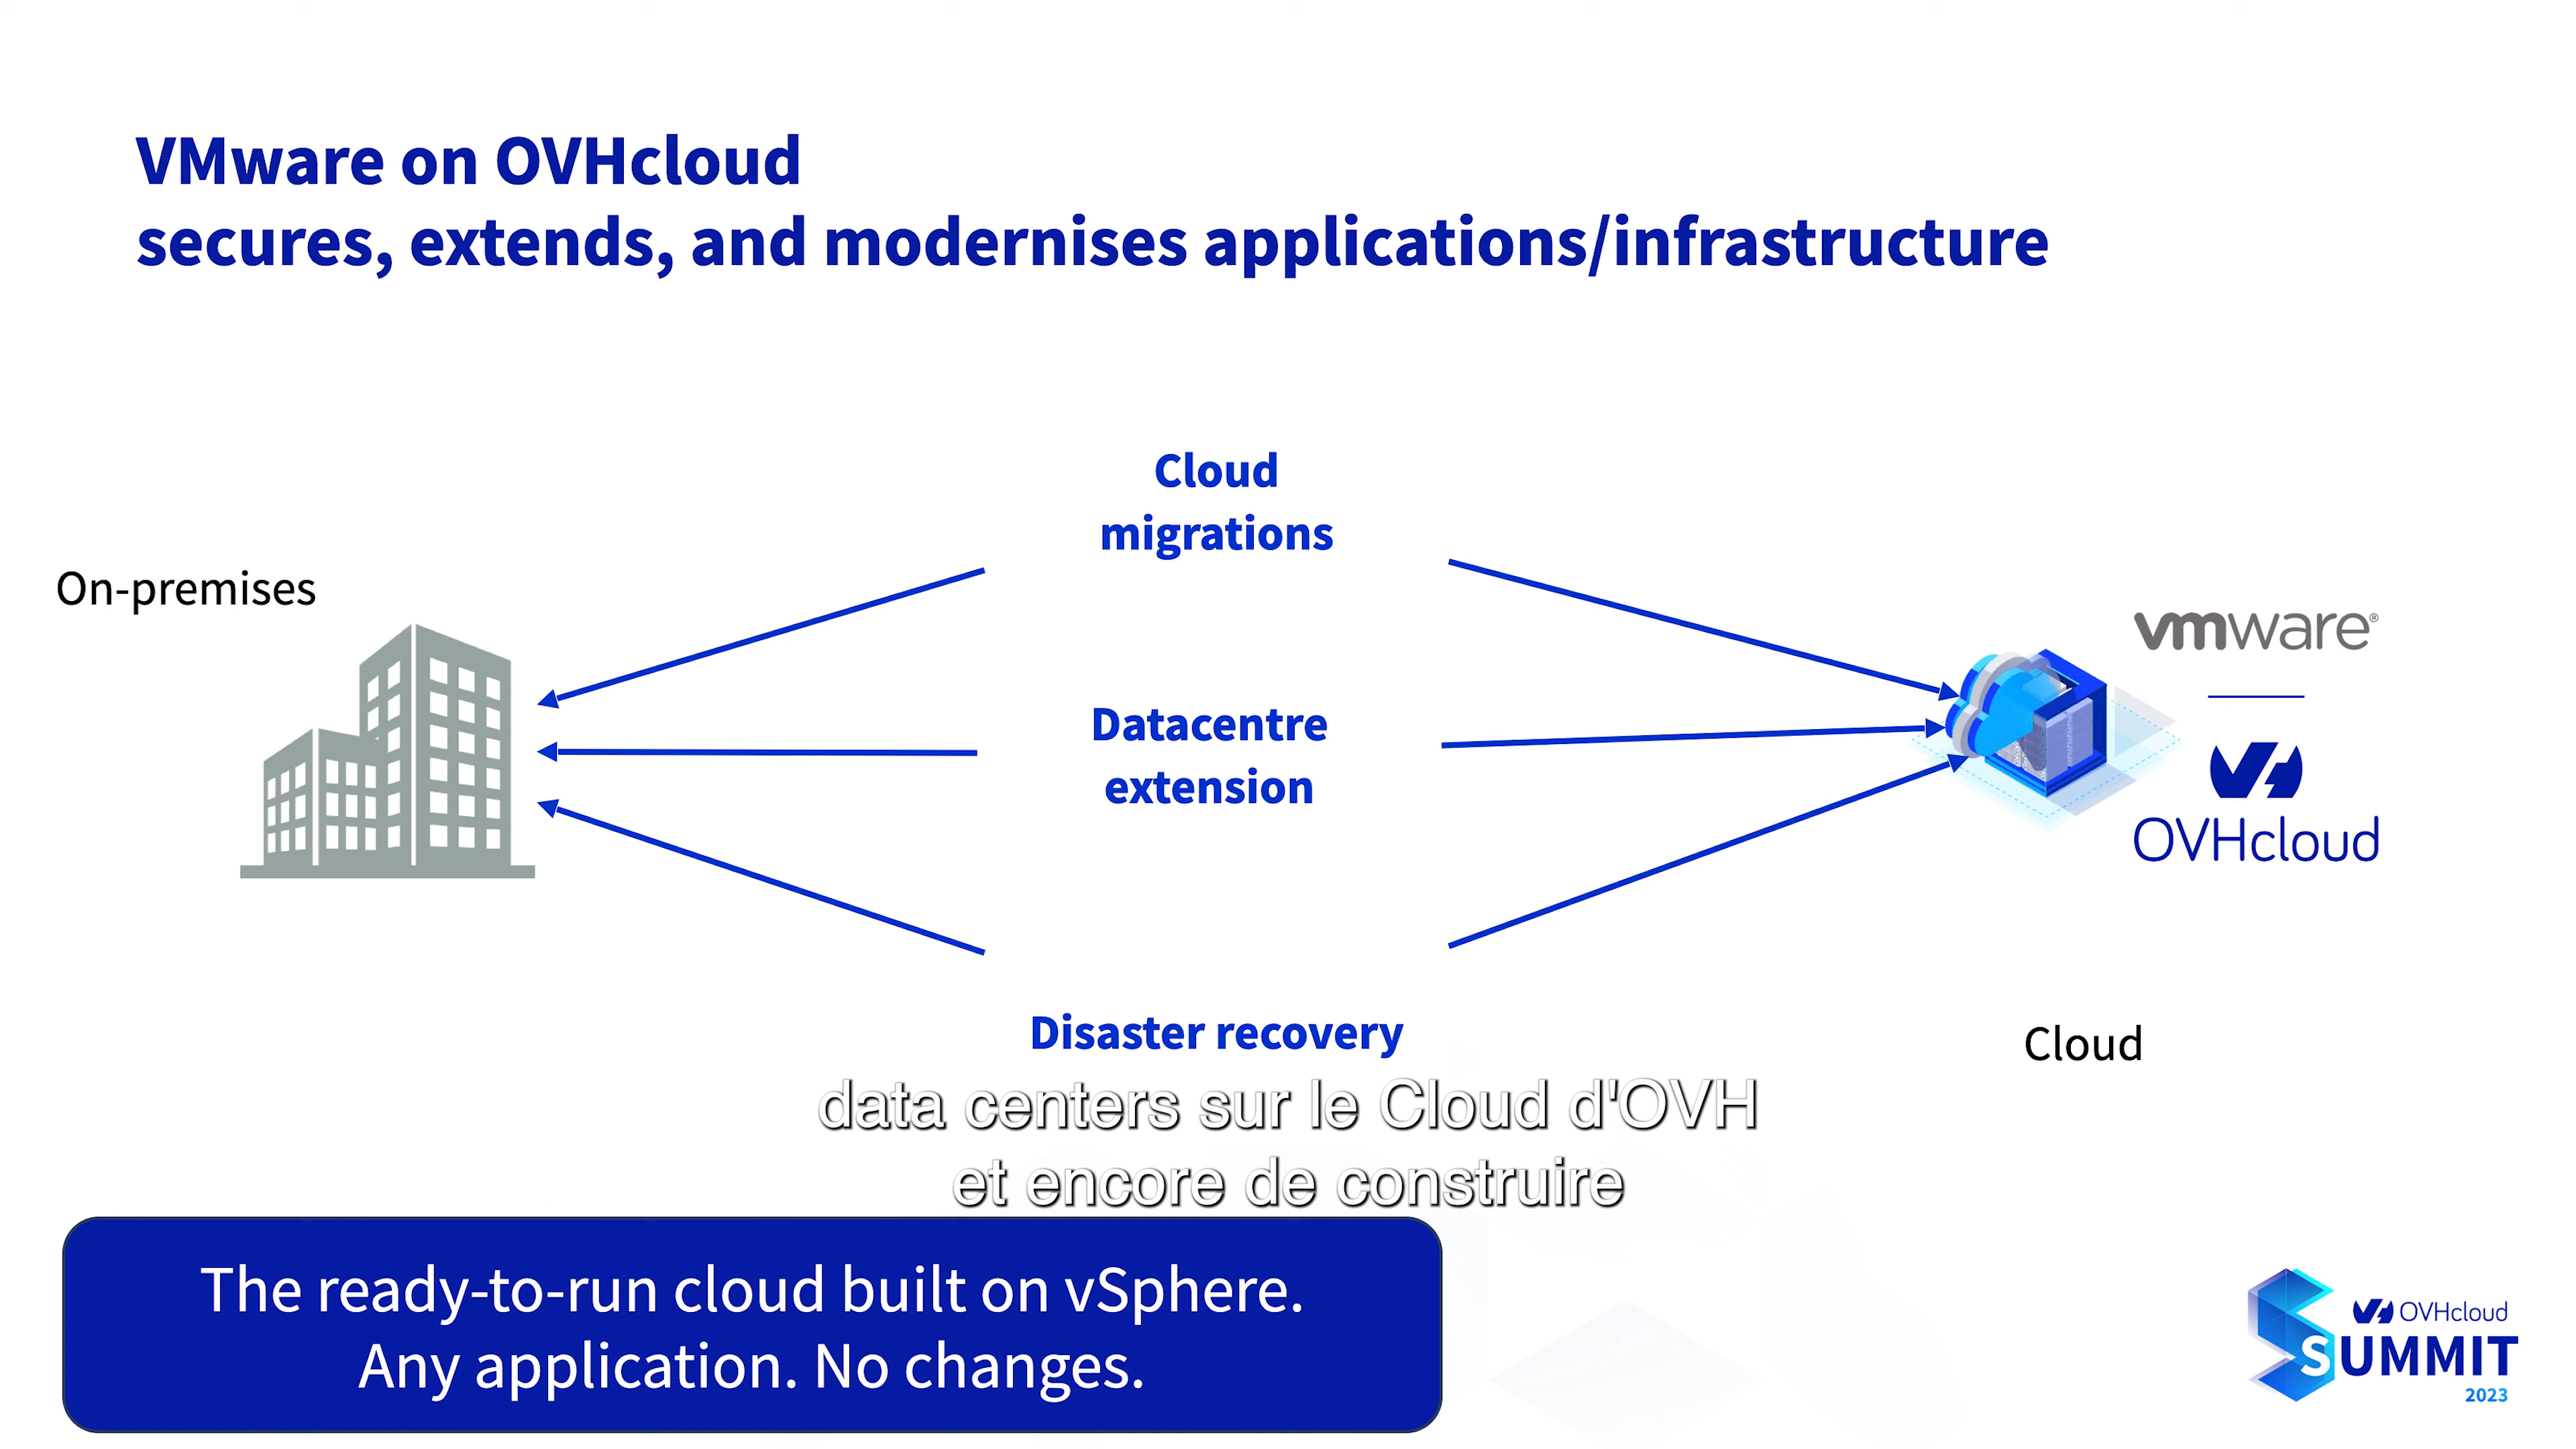 VMware on OVHcloud
secures, extends, and modernises applications/infrastructure
Cloud
migrations
On-premises
vmware®
Datacentre
extension
OVHcloud
Disaster recovery
Cloud
data centers sur le Cloud d'OVH
et encore de construire
The ready-to-run cloud built on vSphere.
Any application. No changes.
OVHcloud
SUMMIT
2023